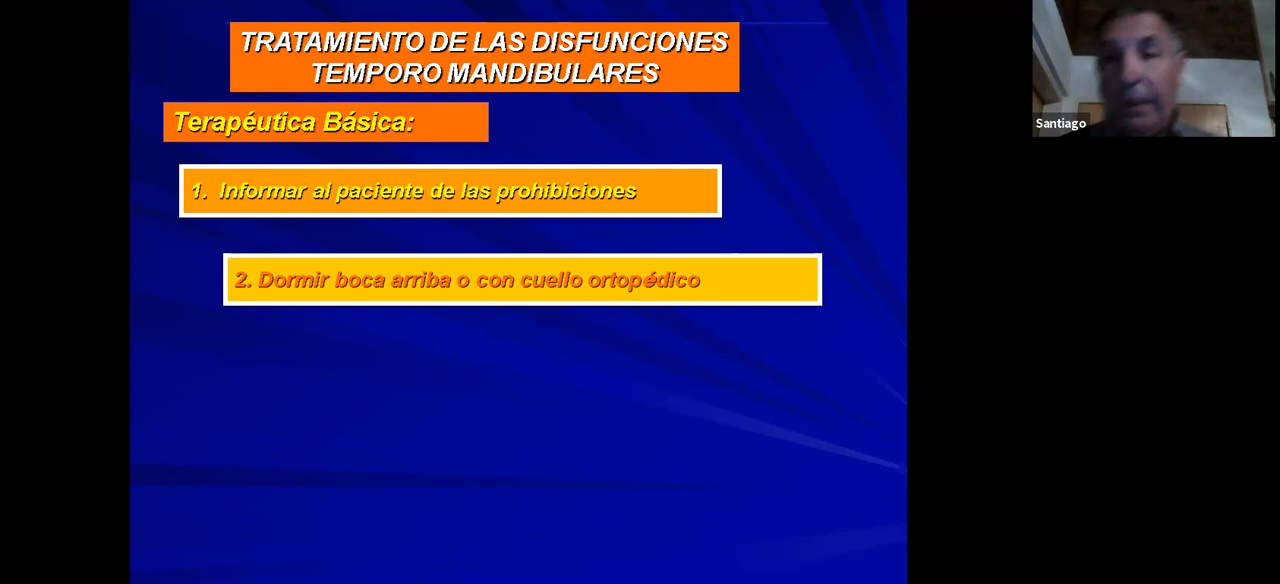 TRATAMIENTO DE LAS DISFUNCIONES
TEMPORO MANDIBULARES
Terapéutica Básica:
1. Informar al paciente de las prohibiciones
2. Dormir boca arriba o con cuello ortopédico
Santiago